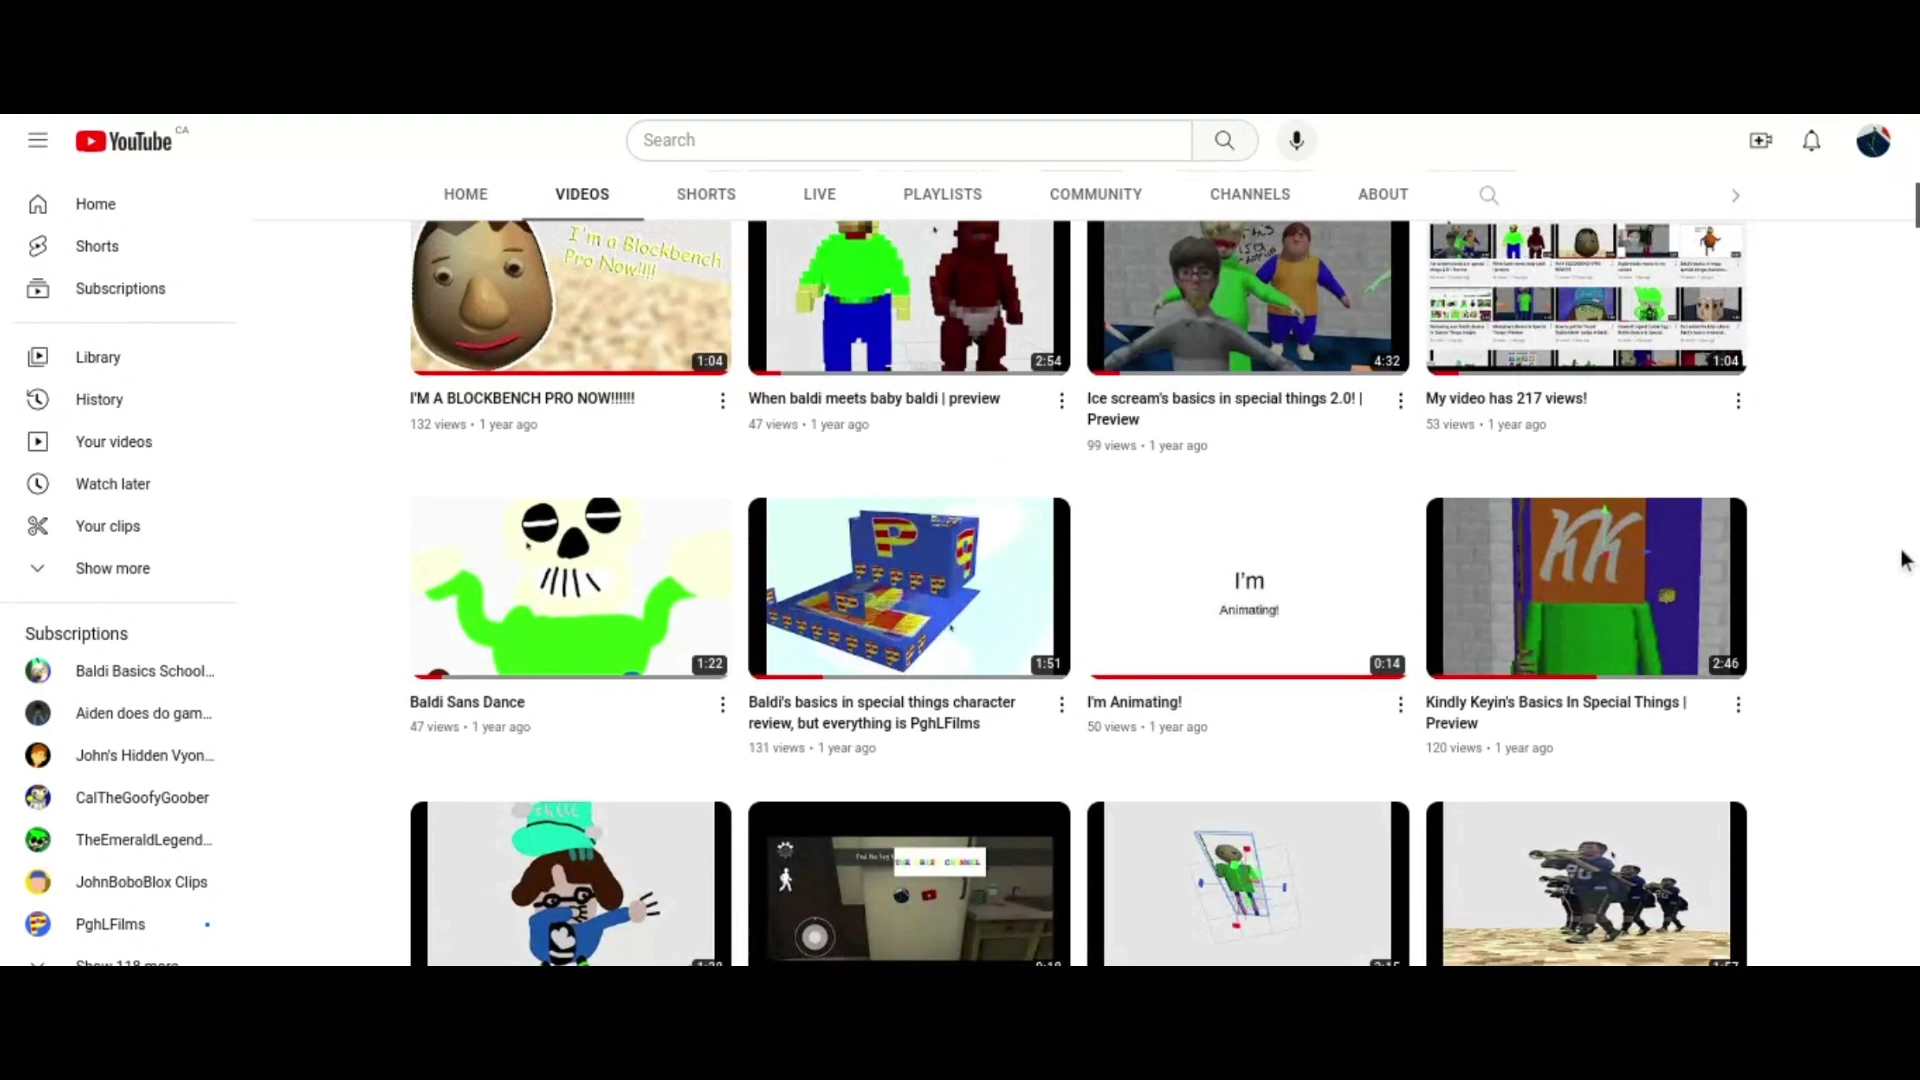 YouTube CA
Search
HOME VIDEOS SHORTS LIVE PLAYLISTS COMMUNITY CHANNELS ABOUT
Home
Shorts
Subscriptions
Library
History
Your videos
Watch later
Your clips
Show more
Subscriptions
Baldi Basics School...
Aiden does do gam...
John's Hidden Vyon...
CalTheGoofyGoober
TheEmeraldLegend...
JohnBoboBlox Clips
PghLFilms
Show 118 more
I'm a Blockbench
Pro Now!!!!
1:04
I'M A BLOCKBENCH PRO NOW!!!!!!
132 views • 1 year ago
2:54
When baldi meets baby baldi | preview
47 views • 1 year ago
4:32
Ice scream's basics in special things 2.0! |
Preview
99 views • 1 year ago
1:04
My video has 217 views!
53 views • 1 year ago
1:22
Baldi Sans Dance
47 views • 1 year ago
P
1:51
Baldi's basics in special things character
review, but everything is PghLFilms
131 views • 1 year ago
I'm
Animating!
0:14
I'm Animating!
50 views • 1 year ago
KK
2:46
Kindly Keyin's Basics In Special Things |
Preview
120 views • 1 year ago